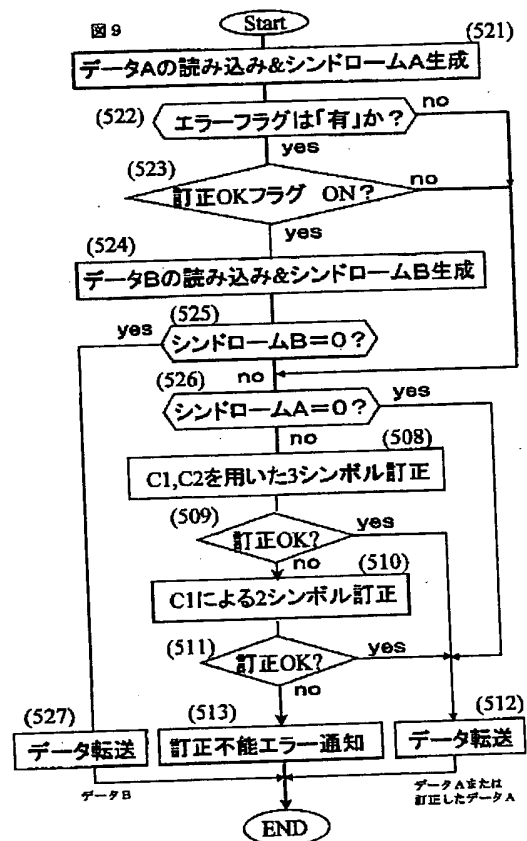 図9
Start
(521)
データAの読み込み&シンドロームA生成
(522)
エラーフラグは「有」か?
no
yes
(523)
訂正OKフラグ ON?
no
yes
(524)
データBの読み込み&シンドロームB生成
(525)
yes
シンドロームB=0?
no
(526)
シンドロームA=0?
yes
no
(508)
C1,C2を用いた3シンボル訂正
(509)
訂正OK?
yes
no
(510)
C1による2シンボル訂正
(511)
訂正OK?
yes
no
(527)
データ転送
データB
(513)
訂正不能エラー通知
(512)
データ転送
データAまたは
訂正したデータA
END